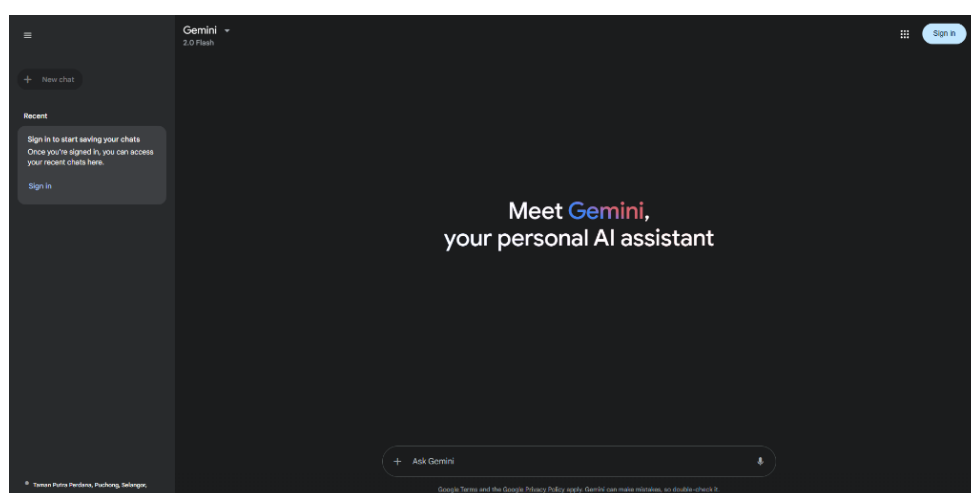 Gemini
2.0 Flash
Sign in
New chat
Recent
Sign in to start saving your chats
Once you're signed in, you can access
your recent chats here.
Sign in
Meet Gemini,
your personal AI assistant
Ask Gemini
Taman Putra Perdana, Puchong, Selangor,
Google Terms and the Google Privacy Policy apply. Gemini can make mistakes, so double-check it.